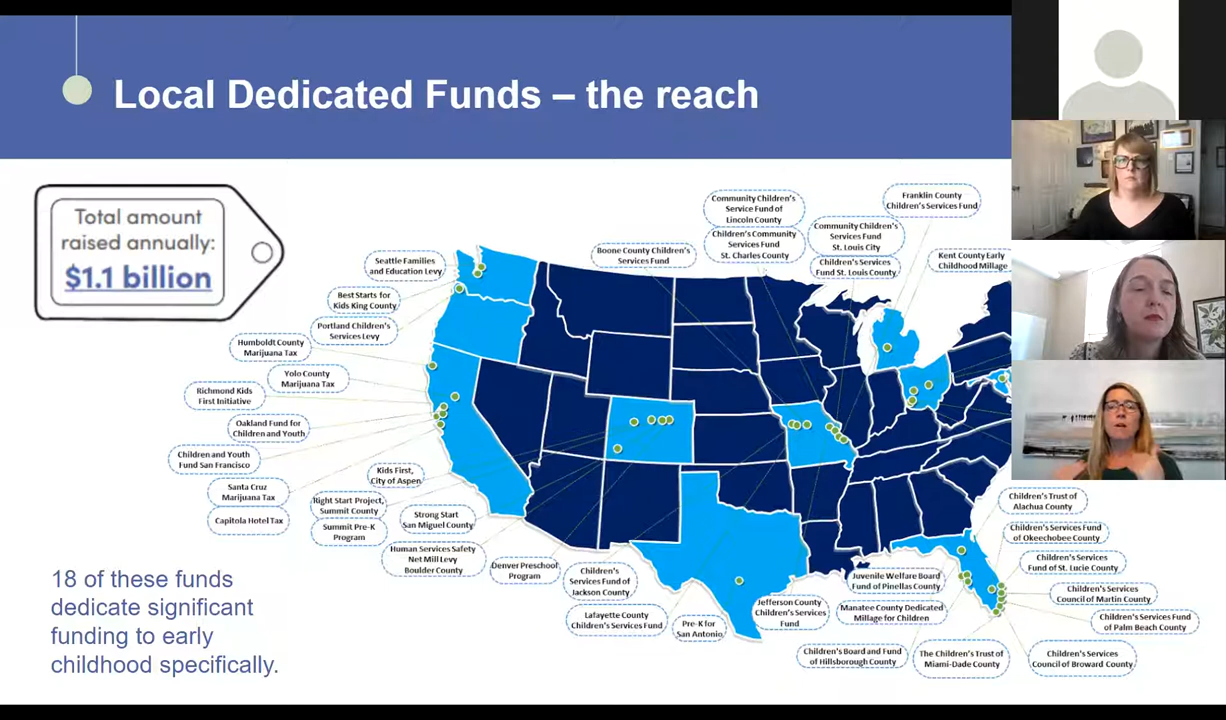 Local Dedicated Funds – the reach
Total amount
raised annually:
$1.1 billion
Seattle Families
and Education Levy
Best Starts for
Kids King County
Portland Children's
Services Levy
Humboldt County
Marijuana Tax
Yolo County
Marijuana Tax
Richmond Kids
First Initiative
Oakland Fund for
Children and Youth
Children and Youth
Fund San Francisco
Santa Cruz
Marijuana Tax
Capitola Hotel Tax
Kids First,
City of Aspen
Right Start Project,
Summit County
Summit Pre-K
Program
Strong Start
San Miguel County
Human Services Safety
Net Mill Levy
Boulder County
Denver Preschool
Program
Children's
Services Fund of
Jackson County
Lafayette County
Children's Services Fund
Pre-K for
San Antonio
Jefferson County
Children's Services
Fund
Boone County Children's
Services Fund
Community Children's
Service Fund of
Lincoln County
Children's Community
Services Fund
St. Charles County
Community Children's
Services Fund
St. Louis City
Children's Services
Fund St. Louis County
Franklin County
Children's Services Fund
Kent County Early
Childhood Millage
Children's Trust of
Alachua County
Children's Services Fund
of Okeechobee County
Children's Services
Fund of St. Lucie County
Children's Services
Council of Martin County
Children's Services Fund
of Palm Beach County
Children's Services
Council of Broward County
The Children's Trust of
Miami-Dade County
Children's Board and Fund
of Hillsborough County
Manatee County Dedicated
Millage for Children
Juvenile Welfare Board
Fund of Pinellas County
18 of these funds
dedicate significant
funding to early
childhood specifically.